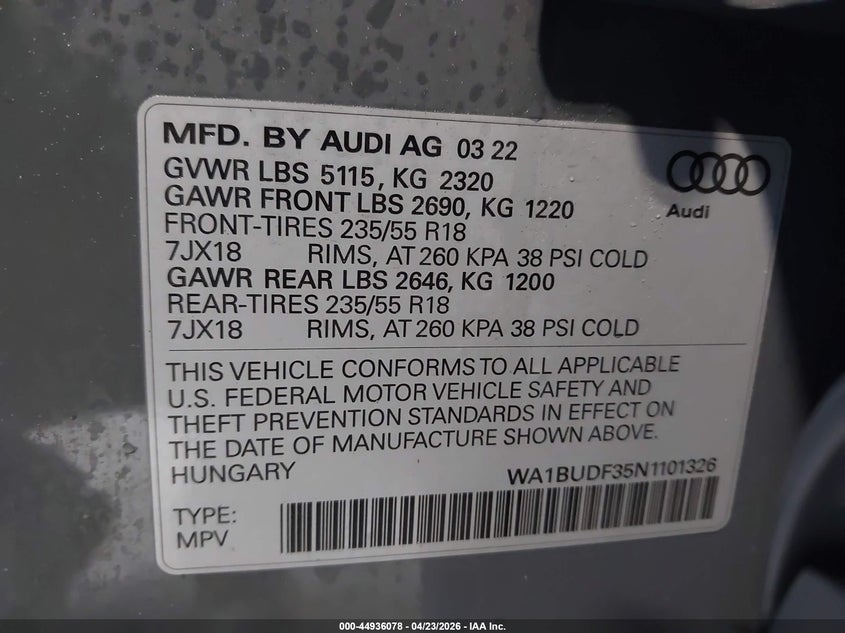 MFD. BY AUDI AG 03 22
GVWR LBS 5115, KG 2320
GAWR FRONT LBS 2690, KG 1220
FRONT-TIRES 235/55 R18
7JX18 RIMS, AT 260 KPA 38 PSI COLD
GAWR REAR LBS 2646, KG 1200
REAR-TIRES 235/55 R18
7JX18 RIMS, AT 260 KPA 38 PSI COLD
Audi
THIS VEHICLE CONFORMS TO ALL APPLICABLE
U.S. FEDERAL MOTOR VEHICLE SAFETY AND
THEFT PREVENTION STANDARDS IN EFFECT ON
THE DATE OF MANUFACTURE SHOWN ABOVE.
HUNGARY WA1BUDF35N1101326
TYPE:
MPV
000-44936078 - 04/23/2026 - IAA Inc.